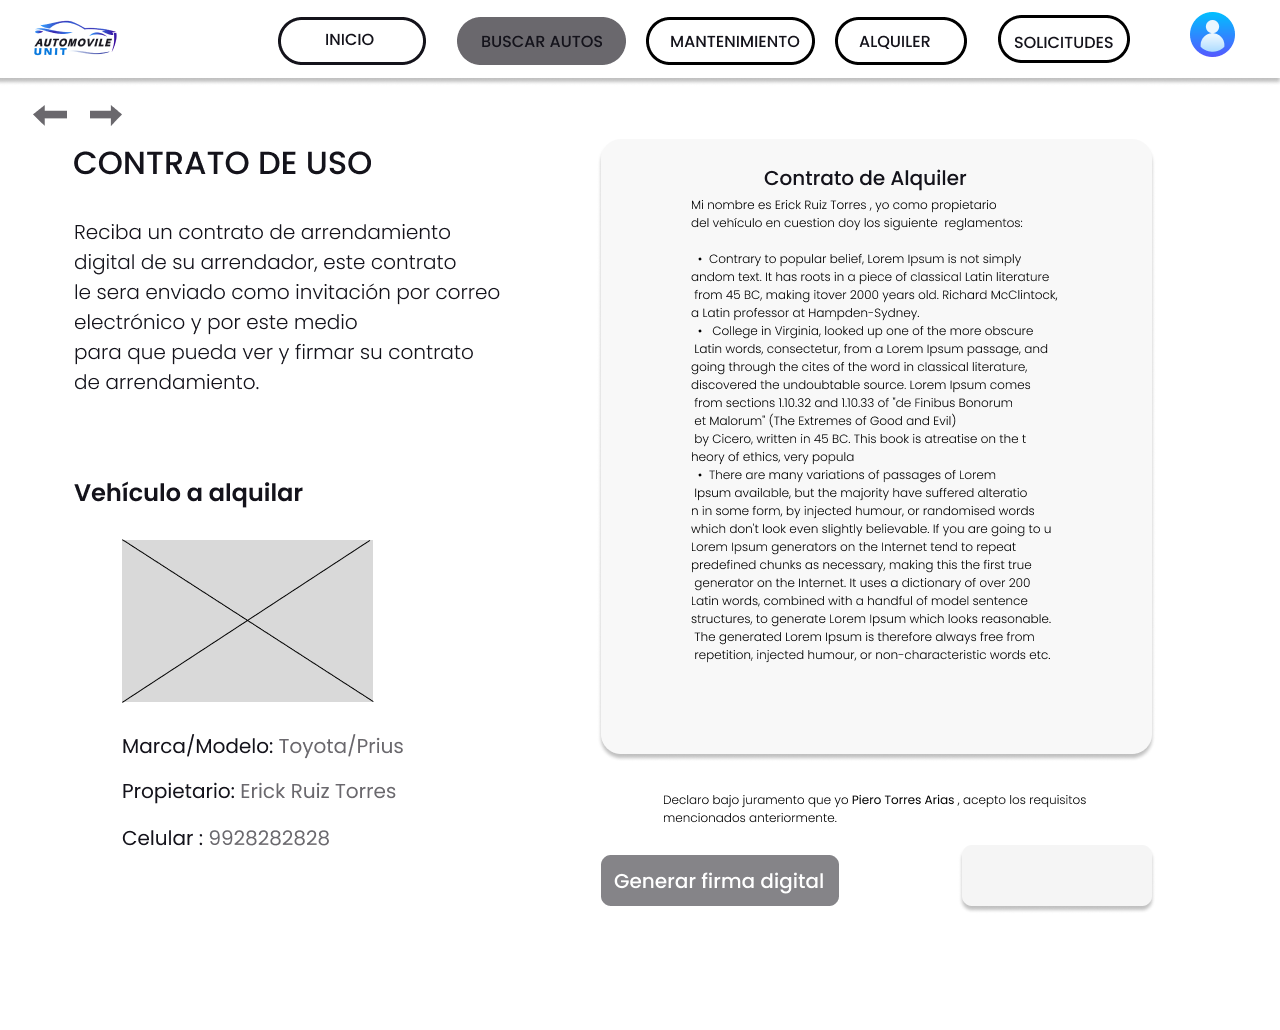 AUTOMOVILE
UNIT
INICIO
BUSCAR AUTOS
MANTENIMIENTO
ALQUILER
SOLICITUDES
CONTRATO DE USO
Reciba un contrato de arrendamiento
digital de su arrendador, este contrato
le sera enviado como invitación por correo
electrónico y por este medio
para que pueda ver y firmar su contrato
de arrendamiento.
Vehículo a alquilar
Marca/Modelo: Toyota/Prius
Propietario: Erick Ruiz Torres
Celular : 9928282828
Contrato de Alquiler
Mi nombre es Erick Ruiz Torres , yo como propietario
del vehículo en cuestion doy los siguiente  reglamentos:
• Contrary to popular belief, Lorem Ipsum is not simply
andom text. It has roots in a piece of classical Latin literature
from 45 BC, making itover 2000 years old. Richard McClintock,
a Latin professor at Hampden-Sydney.
• College in Virginia, looked up one of the more obscure
Latin words, consectetur, from a Lorem Ipsum passage, and
going through the cites of the word in classical literature,
discovered the undoubtable source. Lorem Ipsum comes
from sections 1.10.32 and 1.10.33 of "de Finibus Bonorum
et Malorum" (The Extremes of Good and Evil)
by Cicero, written in 45 BC. This book is atreatise on the t
heory of ethics, very popula
• There are many variations of passages of Lorem
Ipsum available, but the majority have suffered alteratio
n in some form, by injected humour, or randomised words
which don't look even slightly believable. If you are going to u
Lorem Ipsum generators on the Internet tend to repeat
predefined chunks as necessary, making this the first true
generator on the Internet. It uses a dictionary of over 200
Latin words, combined with a handful of model sentence
structures, to generate Lorem Ipsum which looks reasonable.
The generated Lorem Ipsum is therefore always free from
repetition, injected humour, or non-characteristic words etc.
Declaro bajo juramento que yo Piero Torres Arias , acepto los requisitos
mencionados anteriormente.
Generar firma digital